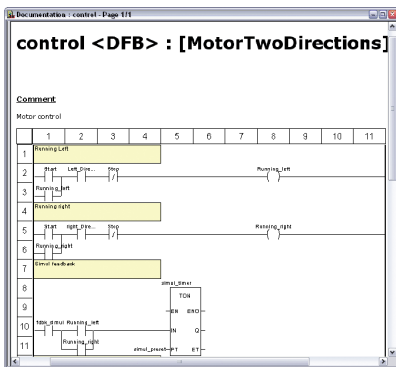 Documentation : control - Page 1/1
control <DFB> : [MotorTwoDirections]
Comment
Motor control
1 2 3 4 5 6 7 8 9 10 11
1 Running Left
2 Start Left_Dire... Stop Running_left
3 Running_left
4 Running right
5 Start right_Dire... Stop Running_right
6 Running_right
7 Simul feedback
8 simul_timer
TON
9 EN ENO
10 Running_left IN Q
11 Running_right simul_preset PT ET